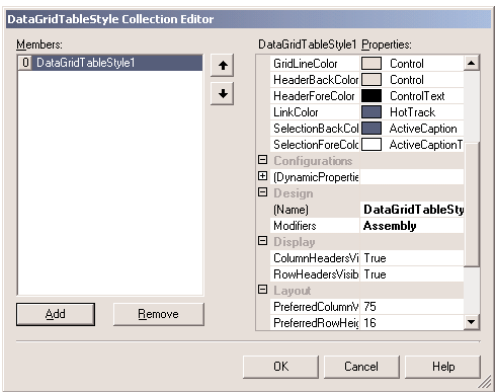 DataGridTableStyle Collection Editor
Members:
0 DataGridTableStyle1
Add Remove
DataGridTableStyle1 Properties:
GridLineColor Control
HeaderBackColor Control
HeaderForeColor ControlText
LinkColor HotTrack
SelectionBackCol ActiveCaption
SelectionForeColc ActiveCaptionT
Configurations
(DynamicPropertie
Design
(Name) DataGridTableSty
Modifiers Assembly
Display
ColumnHeadersVi True
RowHeadersVisib True
Layout
PreferredColumnV 75
PreferredRowHeig 16
OK Cancel Help